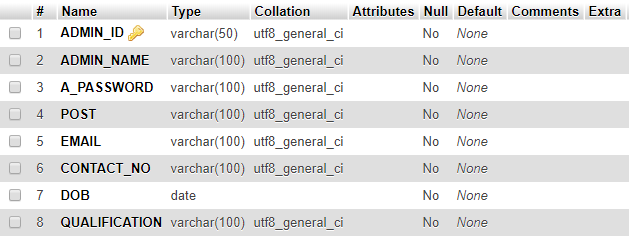 # Name Type Collation Attributes Null Default Comments Extra
1 ADMIN_ID varchar(50) utf8_general_ci No None
2 ADMIN_NAME varchar(100) utf8_general_ci No None
3 A_PASSWORD varchar(100) utf8_general_ci No None
4 POST varchar(100) utf8_general_ci No None
5 EMAIL varchar(100) utf8_general_ci No None
6 CONTACT_NO varchar(100) utf8_general_ci No None
7 DOB date No None
8 QUALIFICATION varchar(100) utf8_general_ci No None